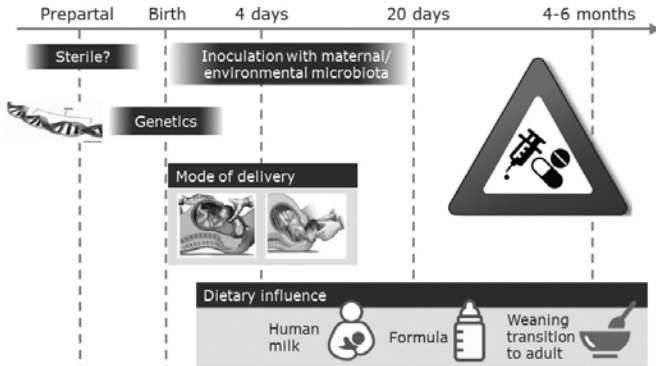 Prepartal Birth 4 days 20 days 4-6 months
Sterile?
Inoculation with maternal/
environmental microbiota
Genetics
Mode of delivery
Dietary influence
Human
milk
Formula
Weaning
transition
to adult